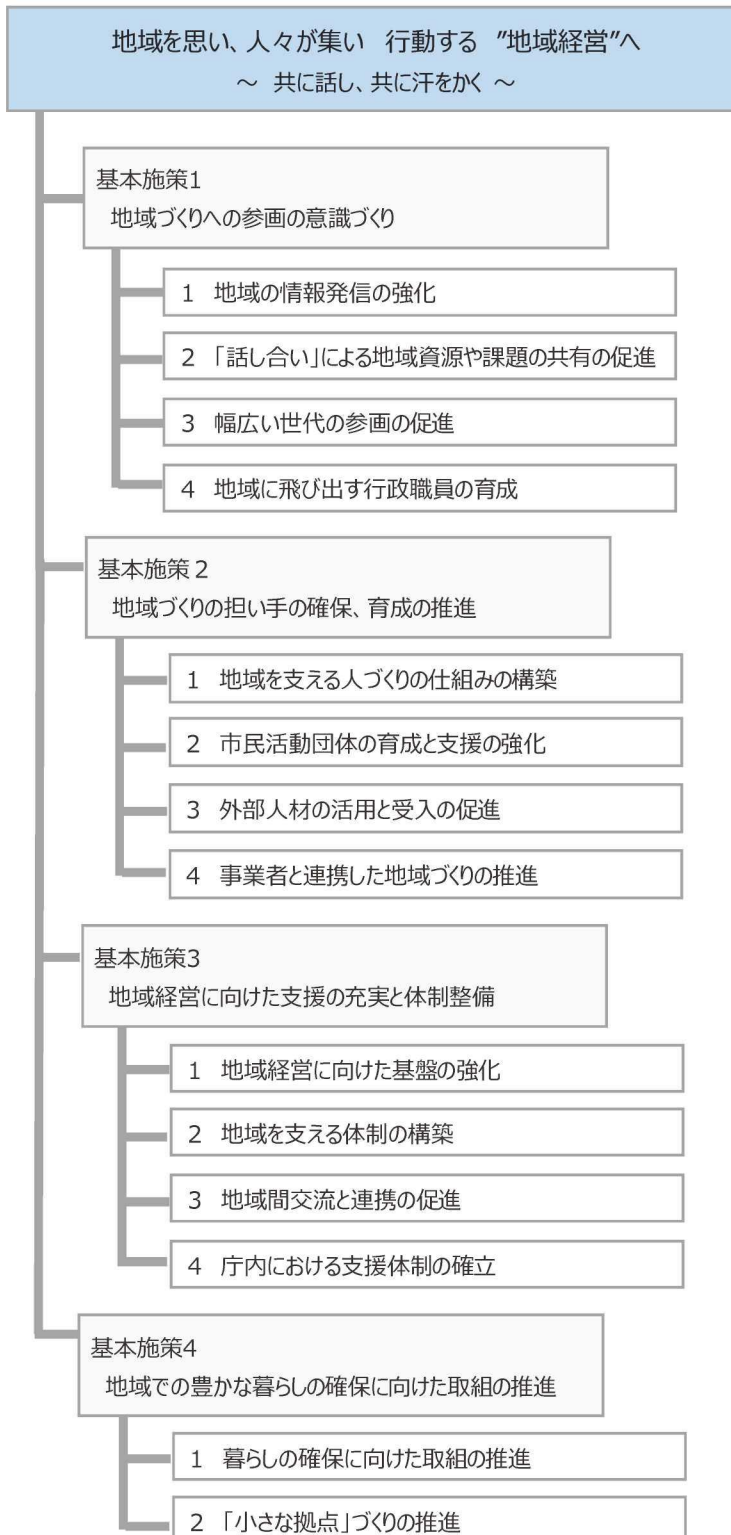 地域を思い、人々が集い 行動する ”地域経営”へ
～ 共に話し、共に汗をかく ～
基本施策1
地域づくりへの参画の意識づくり
1 地域の情報発信の強化
2 「話し合い」による地域資源や課題の共有の促進
3 幅広い世代の参画の促進
4 地域に飛び出す行政職員の育成
基本施策２
地域づくりの担い手の確保、育成の推進
1 地域を支える人づくりの仕組みの構築
2 市民活動団体の育成と支援の強化
3 外部人材の活用と受入の促進
4 事業者と連携した地域づくりの推進
基本施策3
地域経営に向けた支援の充実と体制整備
1 地域経営に向けた基盤の強化
2 地域を支える体制の構築
3 地域間交流と連携の促進
4 庁内における支援体制の確立
基本施策4
地域での豊かな暮らしの確保に向けた取組の推進
1 暮らしの確保に向けた取組の推進
2 「小さな拠点」づくりの推進